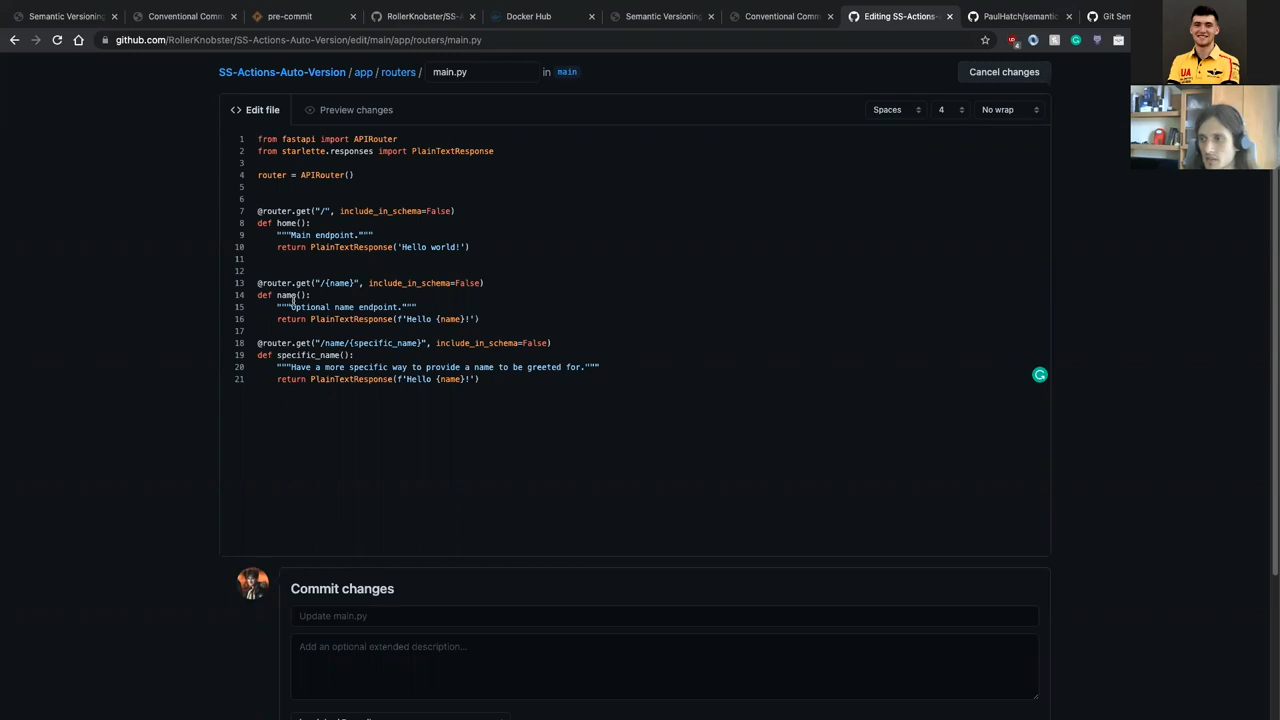 Semantic Versioning
Conventional Comm
pre-commit
RollerKnobster/SS-
Docker Hub
Semantic Versioning
Conventional Comm
Editing SS-Actions-
PaulHatch/semantic
Git Sem
github.com/RollerKnobster/SS-Actions-Auto-Version/edit/main/app/routers/main.py
4
UA
SS-Actions-Auto-Version / app / routers / main.py in main
Cancel changes
<> Edit file
Preview changes
Spaces
4
No wrap
1 from fastapi import APIRouter
2 from starlette.responses import PlainTextResponse
3
4 router = APIRouter()
5
6
7 @router.get("/", include_in_schema=False)
8 def home():
9 """Main endpoint."""
10 return PlainTextResponse('Hello world!')
11
12
13 @router.get("/{name}", include_in_schema=False)
14 def name():
15 """Optional name endpoint."""
16 return PlainTextResponse(f'Hello {name}!')
17
18 @router.get("/name/{specific_name}", include_in_schema=False)
19 def specific_name():
20 """Have a more specific way to provide a name to be greeted for."""
21 return PlainTextResponse(f'Hello {name}!')
Commit changes
Update main.py
Add an optional extended description...